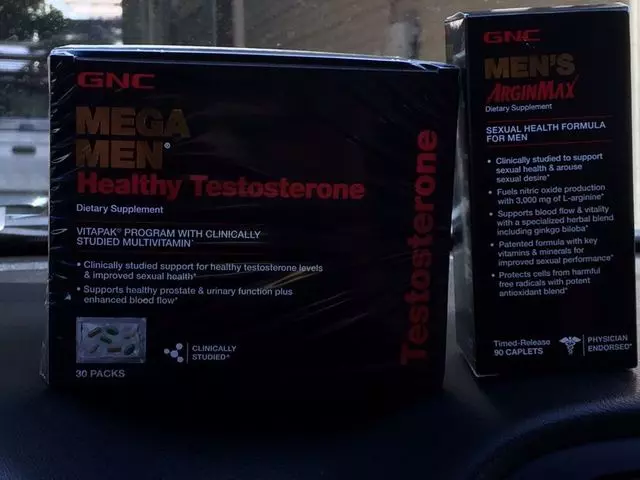 GNC
MEGA
MEN®
Healthy Testosterone
Dietary Supplement
VITAPAK® PROGRAM WITH CLINICALLY
STUDIED MULTIVITAMIN*
• Clinically studied support for healthy testosterone levels
& improved sexual health*
• Supports healthy prostate & urinary function plus
enhanced blood flow*
CLINICALLY
STUDIED*
30 PACKS
Testosterone
GNC
MEN'S
ARGINMAX
Dietary Supplement
SEXUAL HEALTH FORMULA
FOR MEN
• Clinically studied to support
sexual health & arouse
sexual desire*
• Fuels nitric oxide production
with 3,000 mg of L-arginine*
• Supports blood flow & vitality
with a specialized herbal blend
including ginkgo biloba*
• Patented formula with key
vitamins & minerals for
improved sexual performance*
• Protects cells from harmful
free radicals with potent
antioxidant blend*
Timed-Release
90 CAPLETS
PHYSICIAN
ENDORSED*